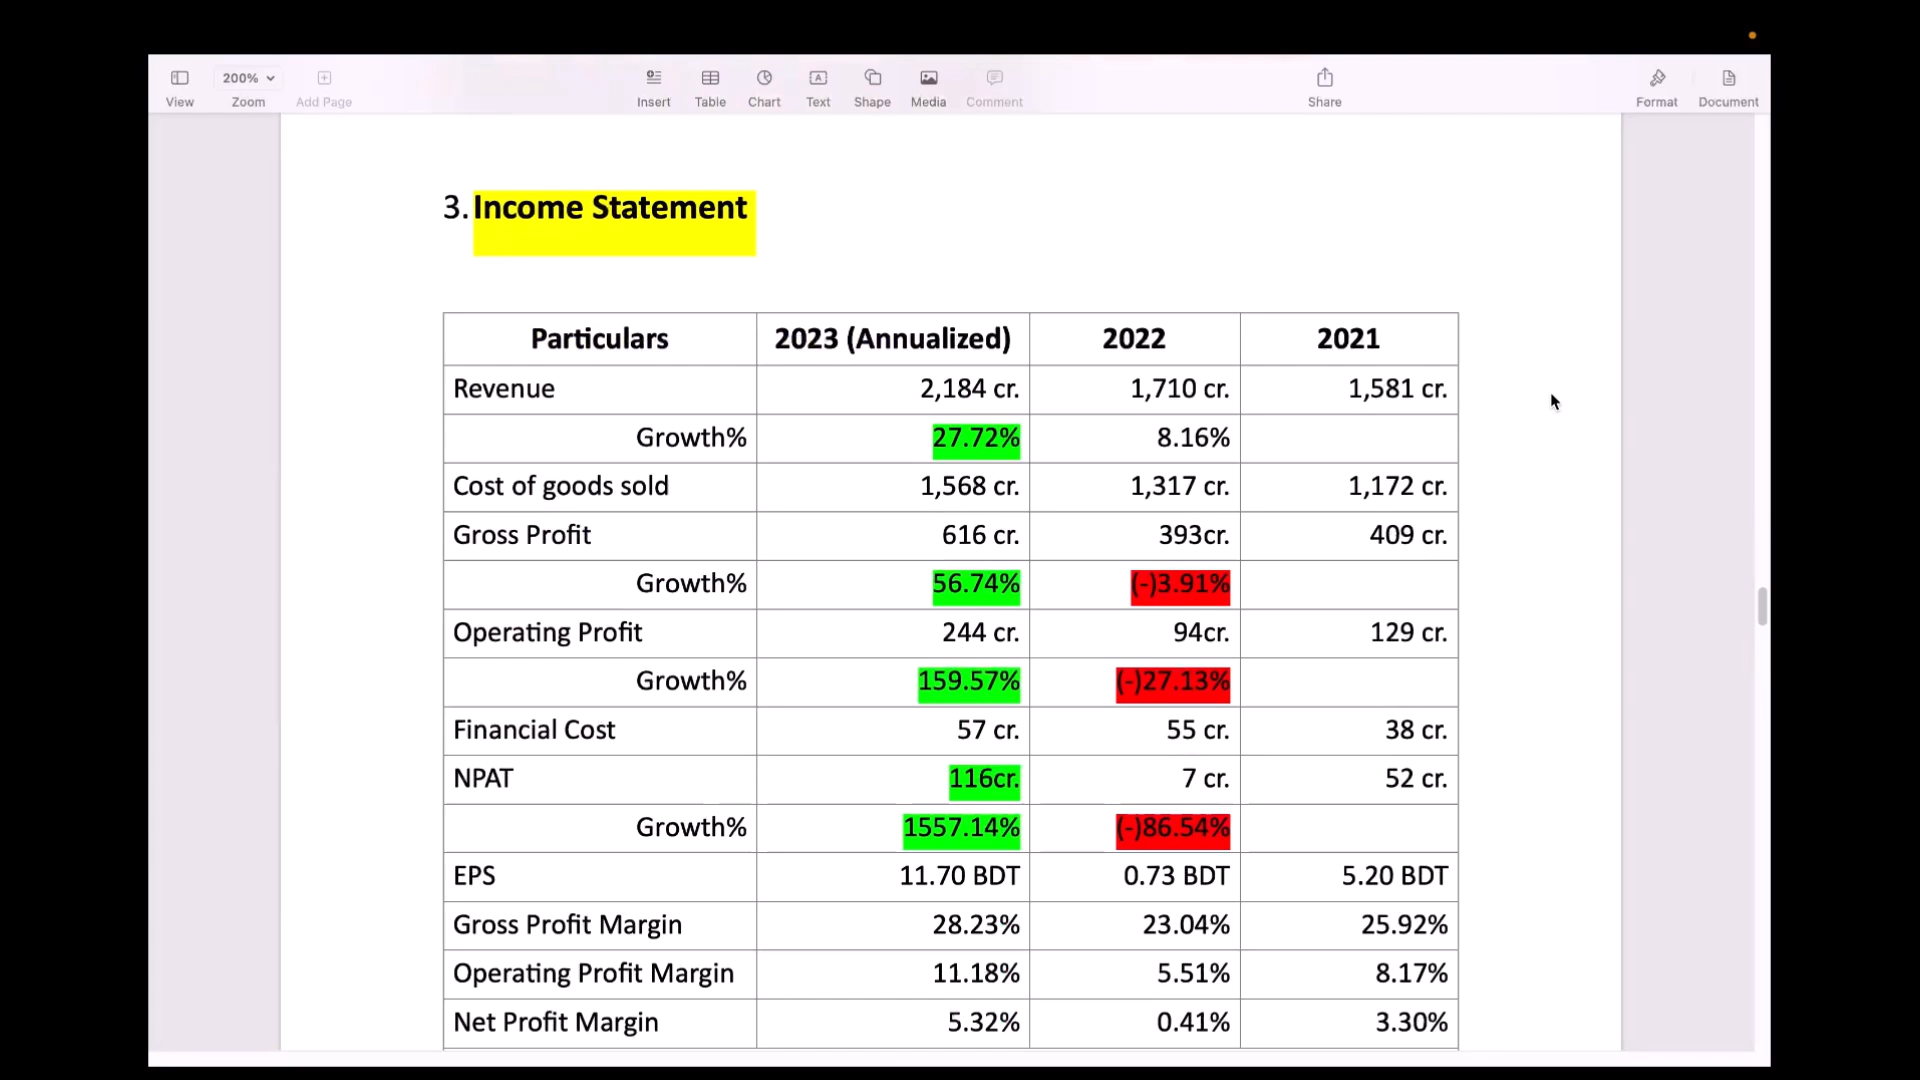 200%
View Zoom Add Page Insert Table Chart Text Shape Media Comment Share Format Document
3. Income Statement
Particulars 2023 (Annualized) 2022 2021
Revenue 2,184 cr. 1,710 cr. 1,581 cr.
Growth% 27.72% 8.16%
Cost of goods sold 1,568 cr. 1,317 cr. 1,172 cr.
Gross Profit 616 cr. 393cr. 409 cr.
Growth% 56.74% (-)3.91%
Operating Profit 244 cr. 94cr. 129 cr.
Growth% 159.57% (-)27.13%
Financial Cost 57 cr. 55 cr. 38 cr.
NPAT 116cr. 7 cr. 52 cr.
Growth% 1557.14% (-)86.54%
EPS 11.70 BDT 0.73 BDT 5.20 BDT
Gross Profit Margin 28.23% 23.04% 25.92%
Operating Profit Margin 11.18% 5.51% 8.17%
Net Profit Margin 5.32% 0.41% 3.30%